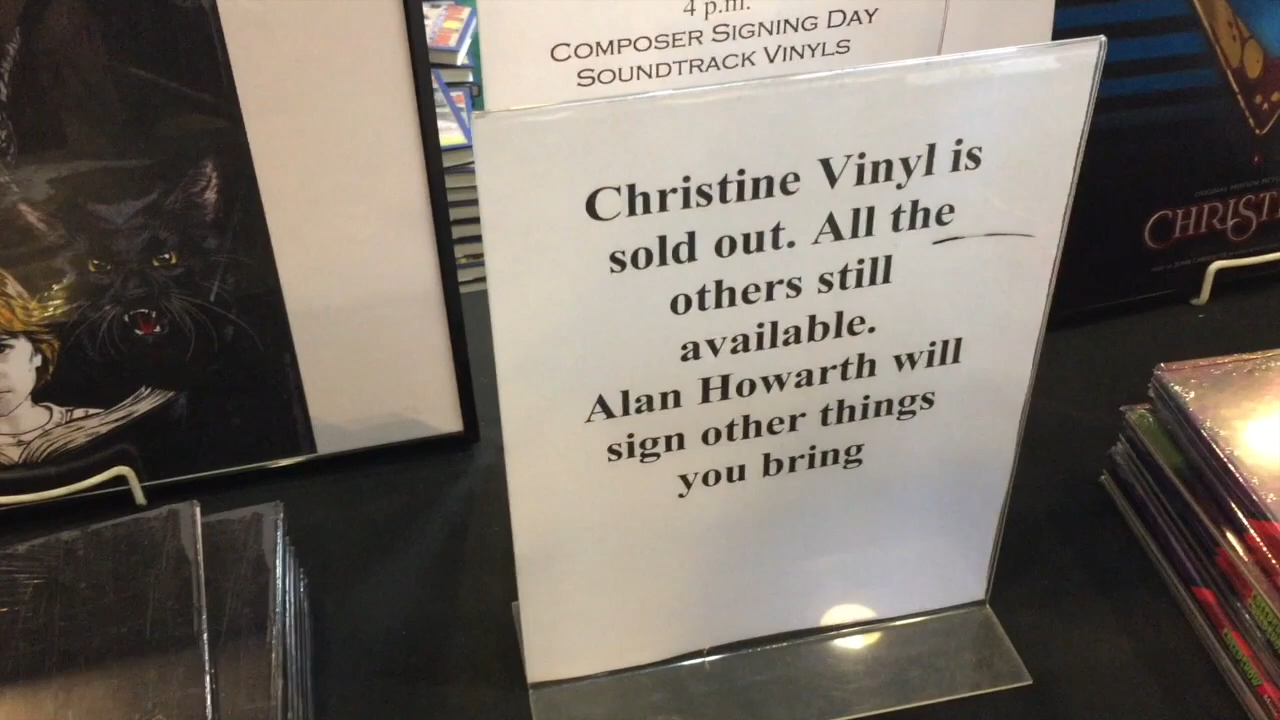 4 p.m.
COMPOSER SIGNING DAY
SOUNDTRACK VINYLS
Christine Vinyl is
sold out. All the
others still
available.
Alan Howarth will
sign other things
you bring
CHRIST